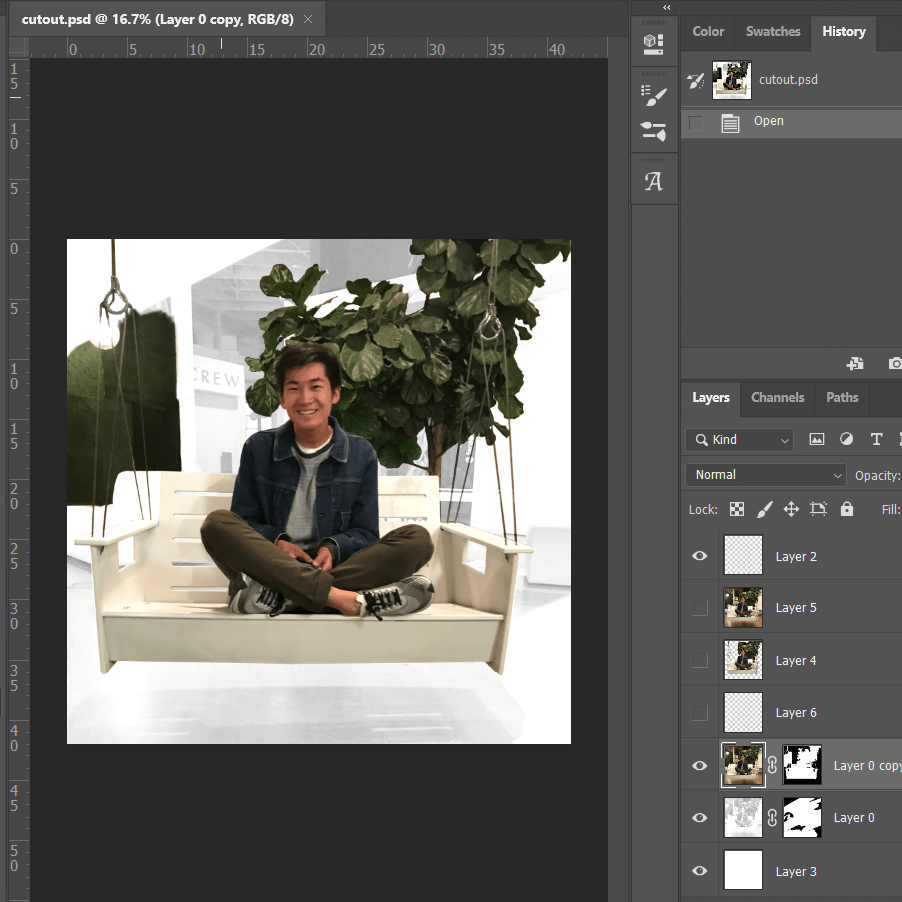 cutout.psd @ 16.7% (Layer 0 copy, RGB/8) ×
0 5 10 15 20 25 30 35 40
15
10
5
0
5
10
15
20
25
30
35
40
45
50
CREW
A
Color Swatches History
cutout.psd
Open
Layers Channels Paths
Kind
T
Normal
Opacity:
Lock:
Fill:
Layer 2
Layer 5
Layer 4
Layer 6
Layer 0 copy
Layer 0
Layer 3